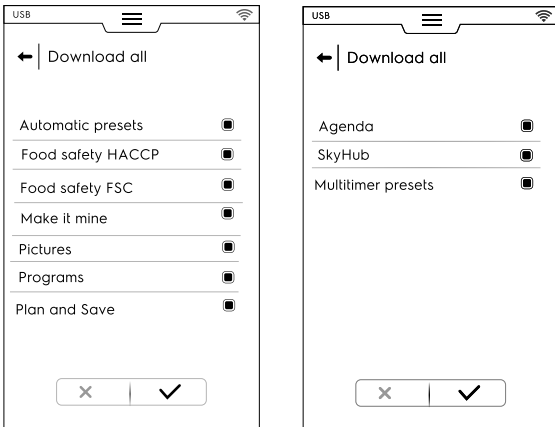 USB
Download all
Automatic presets
Food safety HACCP
Food safety FSC
Make it mine
Pictures
Programs
Plan and Save
USB
Download all
Agenda
SkyHub
Multitimer presets